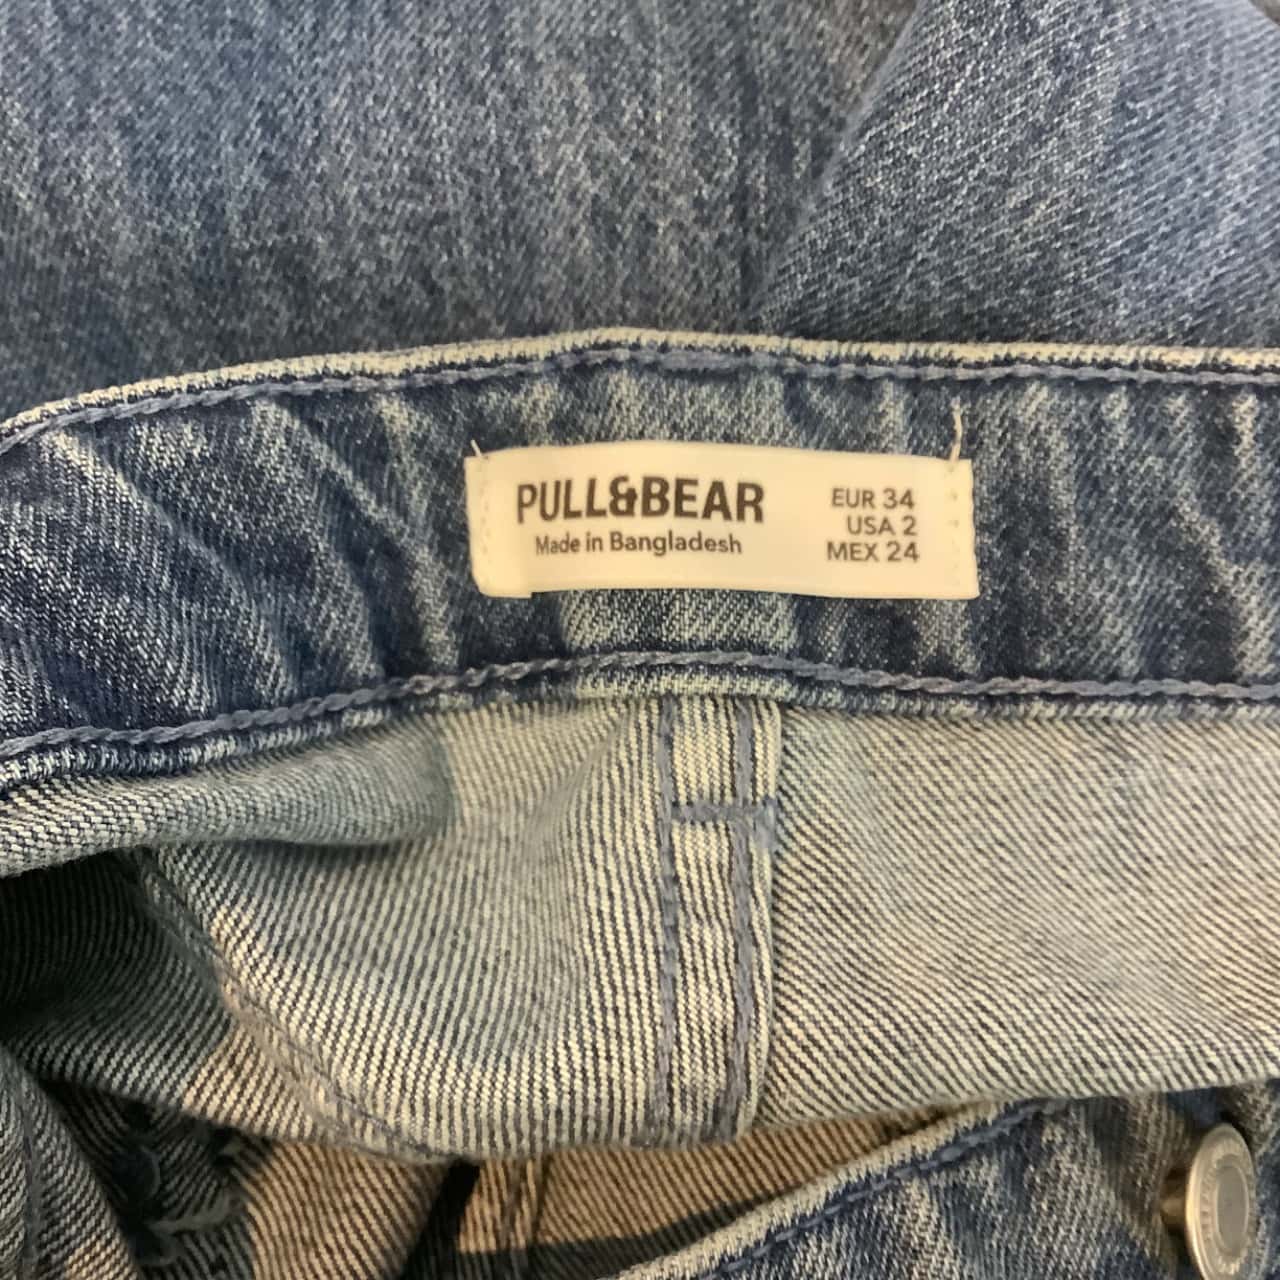 PULL&BEAR
Made in Bangladesh
EUR 34
USA 2
MEX 24